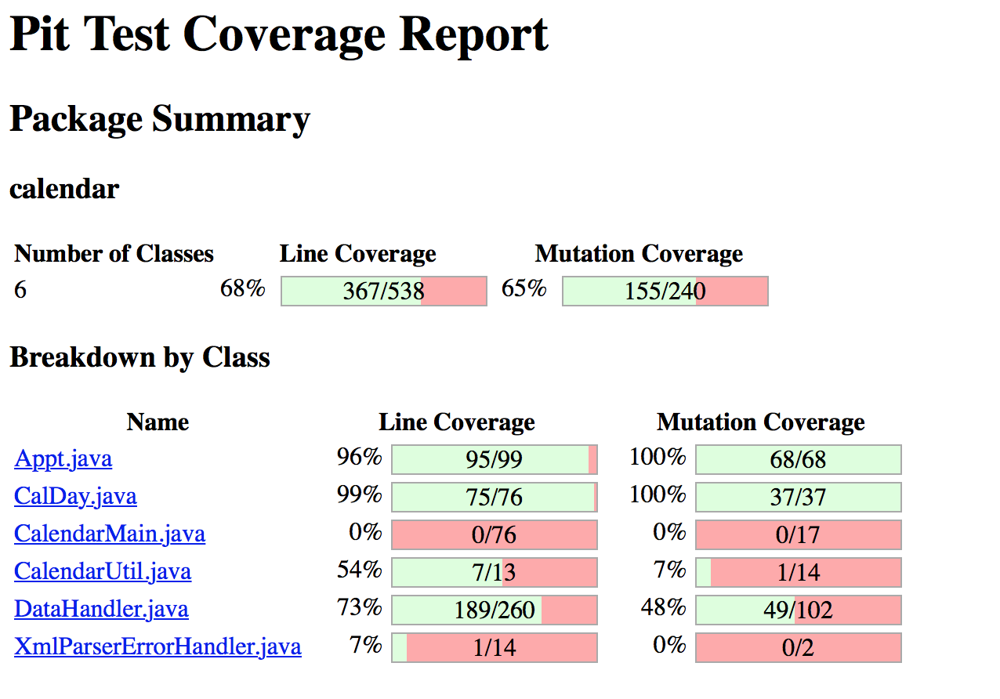 Pit Test Coverage Report
Package Summary
calendar
Number of Classes Line Coverage Mutation Coverage
6 68% 367/538 65% 155/240
Breakdown by Class
Name Line Coverage Mutation Coverage
Appt.java 96% 95/99 100% 68/68
CalDay.java 99% 75/76 100% 37/37
CalendarMain.java 0% 0/76 0% 0/17
CalendarUtil.java 54% 7/13 7% 1/14
DataHandler.java 73% 189/260 48% 49/102
XmlParserErrorHandler.java 7% 1/14 0% 0/2